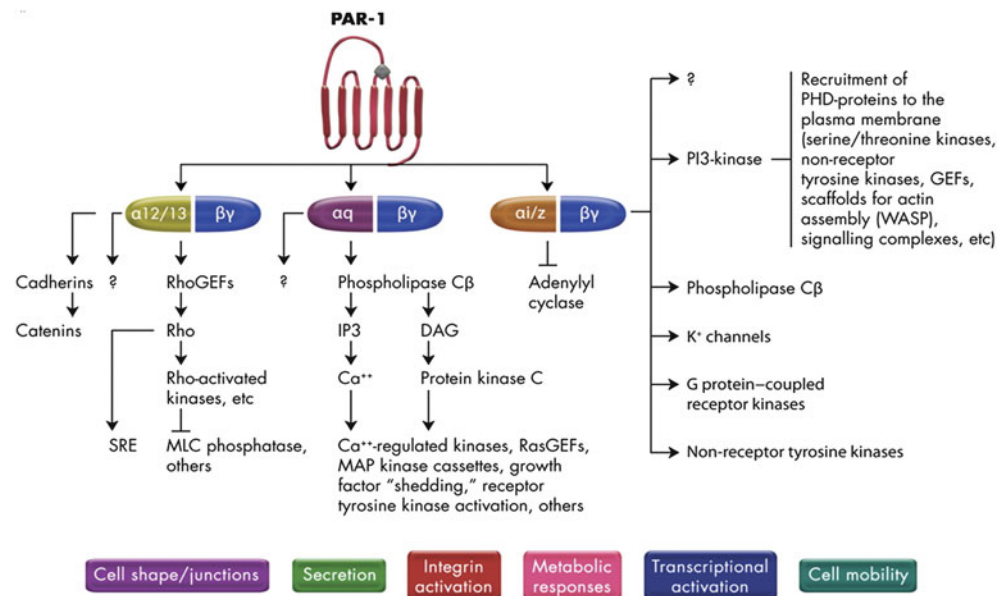 PAR-1
α12/13
βγ
αq
βγ
αi/z
βγ
?
PI3-kinase
Recruitment of
PHD-proteins to the
plasma membrane
(serine/threonine kinases,
non-receptor
tyrosine kinases, GEFs,
scaffolds for actin
assembly (WASP),
signalling complexes, etc)
Phospholipase Cβ
K⁺ channels
G protein–coupled
receptor kinases
Non-receptor tyrosine kinases
Cadherins
Catenins
?
RhoGEFs
Rho
Rho-activated
kinases, etc
SRE
MLC phosphatase,
others
?
Phospholipase Cβ
IP3
DAG
Ca⁺⁺
Protein kinase C
Ca⁺⁺-regulated kinases, RasGEFs,
MAP kinase cassettes, growth
factor “shedding,” receptor
tyrosine kinase activation, others
Adenylyl
cyclase
Cell shape/junctions
Secretion
Integrin
activation
Metabolic
responses
Transcriptional
activation
Cell mobility